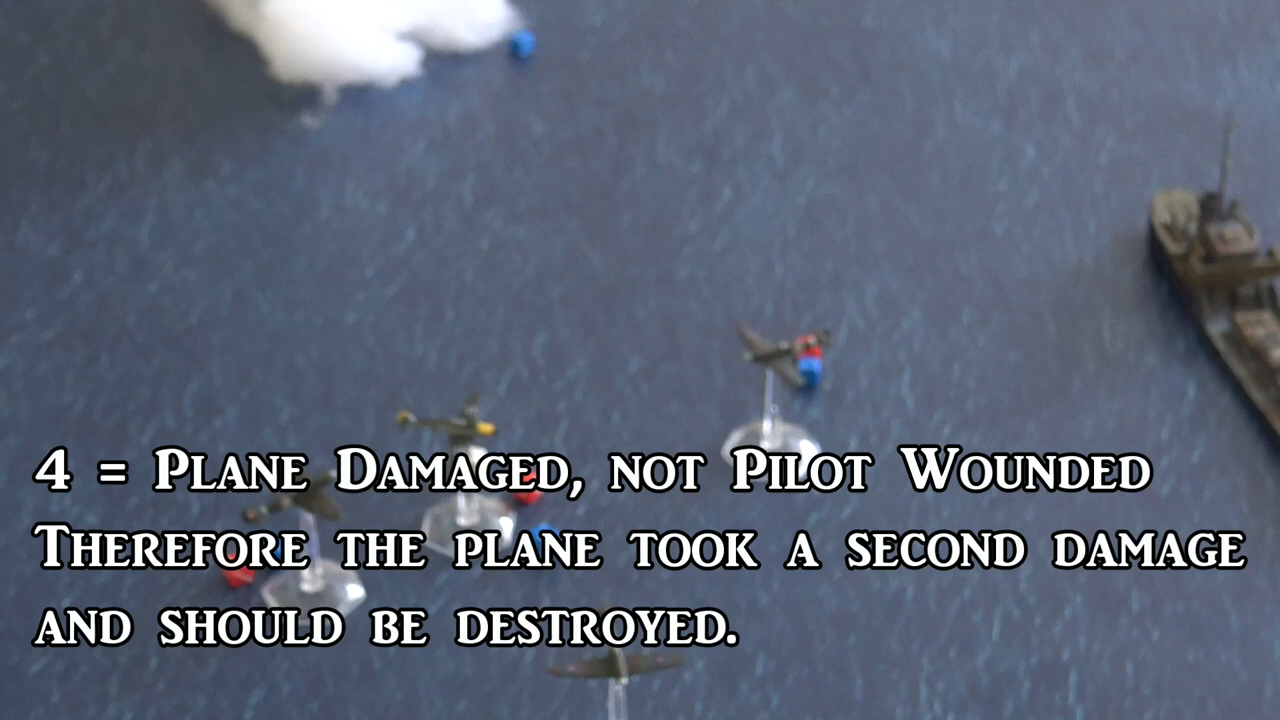 4 = Plane Damaged, not Pilot Wounded
Therefore the plane took a second damage
and should be destroyed.